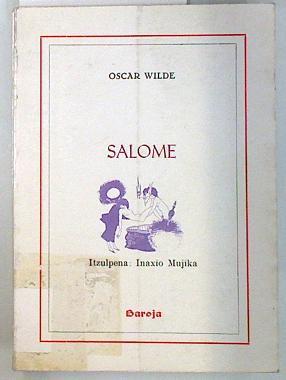 OSCAR WILDE
SALOME
Itzulpena: Inaxio Mujika
Baroja